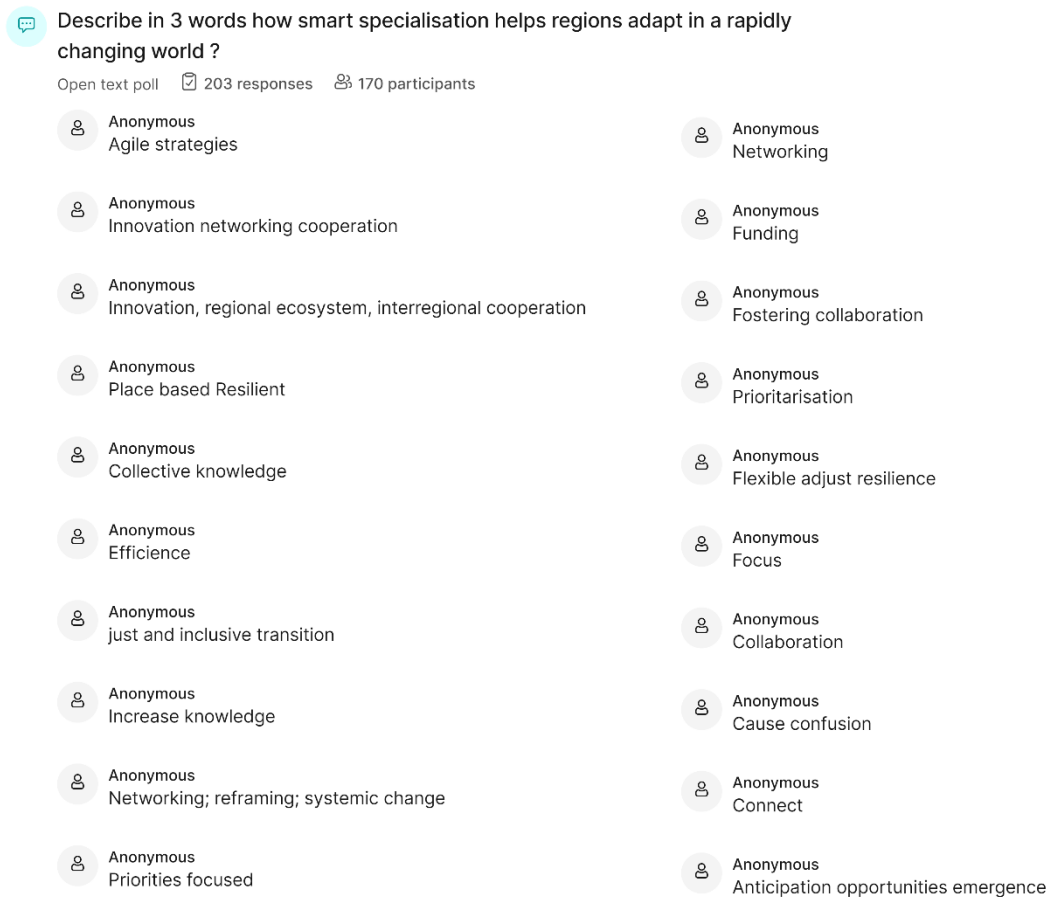 Describe in 3 words how smart specialisation helps regions adapt in a rapidly
changing world ?
Open text poll 203 responses 170 participants
Anonymous
Agile strategies
Anonymous
Innovation networking cooperation
Anonymous
Innovation, regional ecosystem, interregional cooperation
Anonymous
Place based Resilient
Anonymous
Collective knowledge
Anonymous
Efficience
Anonymous
just and inclusive transition
Anonymous
Increase knowledge
Anonymous
Networking; reframing; systemic change
Anonymous
Priorities focused
Anonymous
Networking
Anonymous
Funding
Anonymous
Fostering collaboration
Anonymous
Prioritarisation
Anonymous
Flexible adjust resilience
Anonymous
Focus
Anonymous
Collaboration
Anonymous
Cause confusion
Anonymous
Connect
Anonymous
Anticipation opportunities emergence